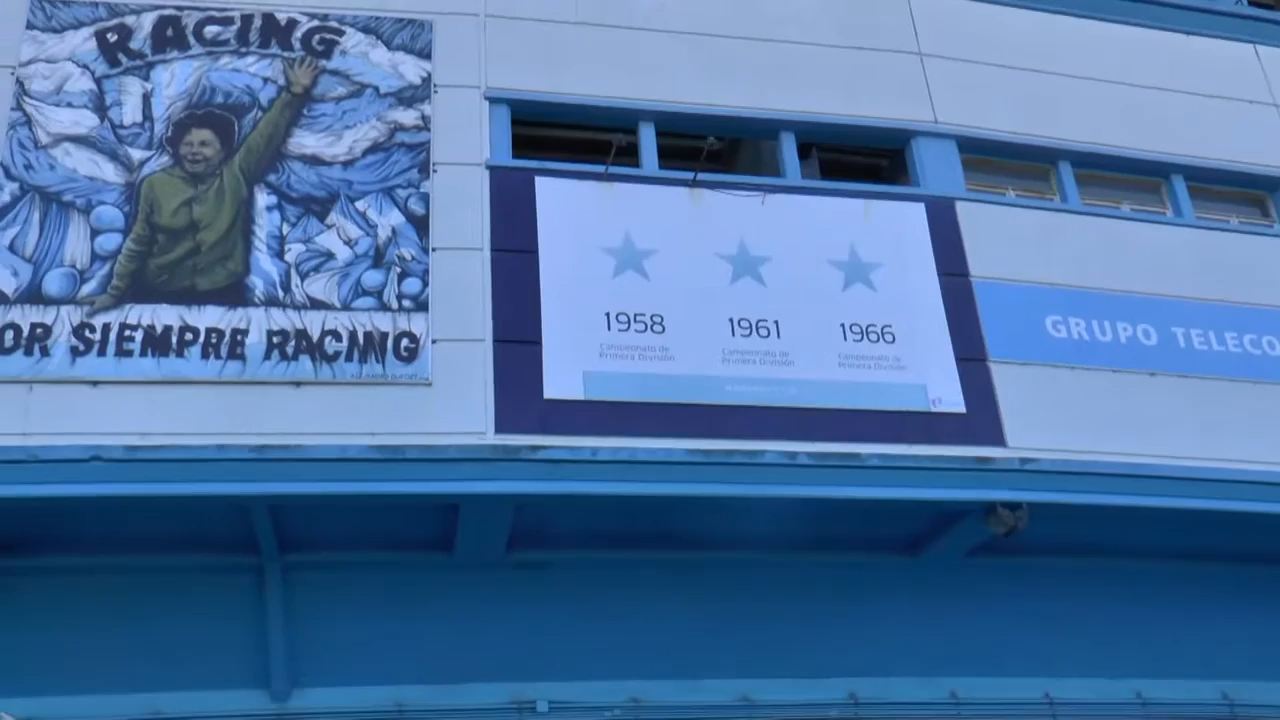 RACING
OR SIEMPRE RACING
1958
Campeonato de
Primera División
1961
Campeonato de
Primera División
1966
Campeonato de
Primera División
GRUPO TELECO